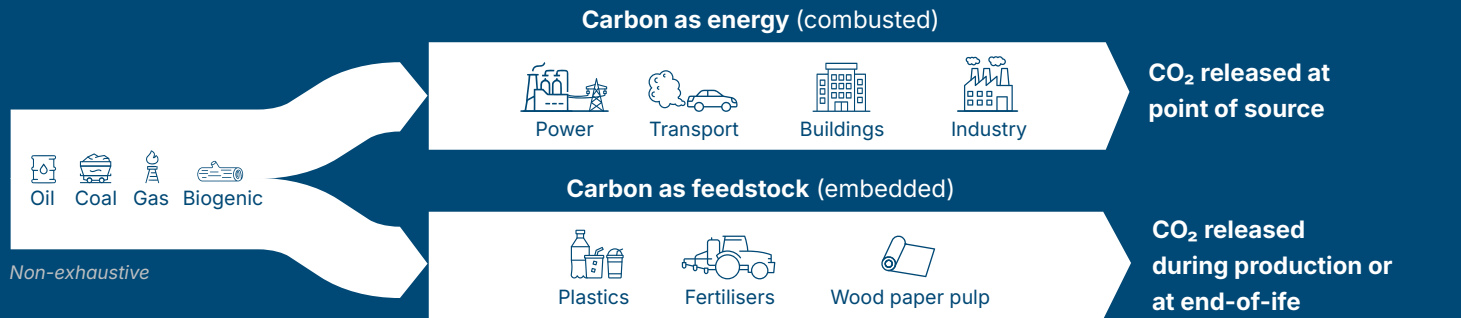 Carbon as energy (combusted)
Power
Transport
Buildings
Industry
CO₂ released at
point of source
Oil
Coal
Gas
Biogenic
Non-exhaustive
Carbon as feedstock (embedded)
Plastics
Fertilisers
Wood paper pulp
CO₂ released
during production or
at end-of-ife